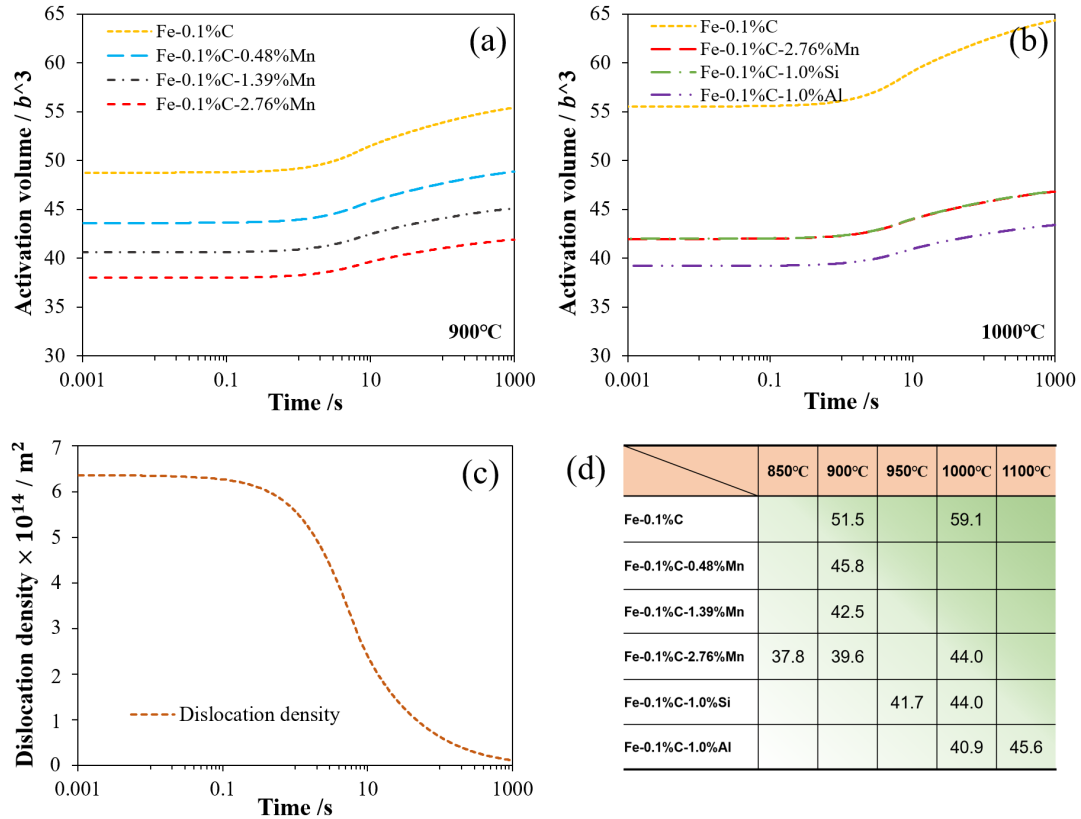 (a)
Fe-0.1%C
Fe-0.1%C-0.48%Mn
Fe-0.1%C-1.39%Mn
Fe-0.1%C-2.76%Mn
Activation volume / b^3
65
60
55
50
45
40
35
30
900℃
0.001
0.1
10
1000
Time /s
(b)
Fe-0.1%C
Fe-0.1%C-2.76%Mn
Fe-0.1%C-1.0%Si
Fe-0.1%C-1.0%Al
Activation volume / b^3
65
60
55
50
45
40
35
30
1000℃
0.001
0.1
10
1000
Time /s
(c)
Dislocation density × 10^14 / m^2
7
6
5
4
3
2
1
0
Dislocation density
0.001
0.1
10
1000
Time /s
(d)
850℃ 900℃ 950℃ 1000℃ 1100℃
Fe-0.1%C 51.5 59.1
Fe-0.1%C-0.48%Mn 45.8
Fe-0.1%C-1.39%Mn 42.5
Fe-0.1%C-2.76%Mn 37.8 39.6 44.0
Fe-0.1%C-1.0%Si 41.7 44.0
Fe-0.1%C-1.0%Al 40.9 45.6